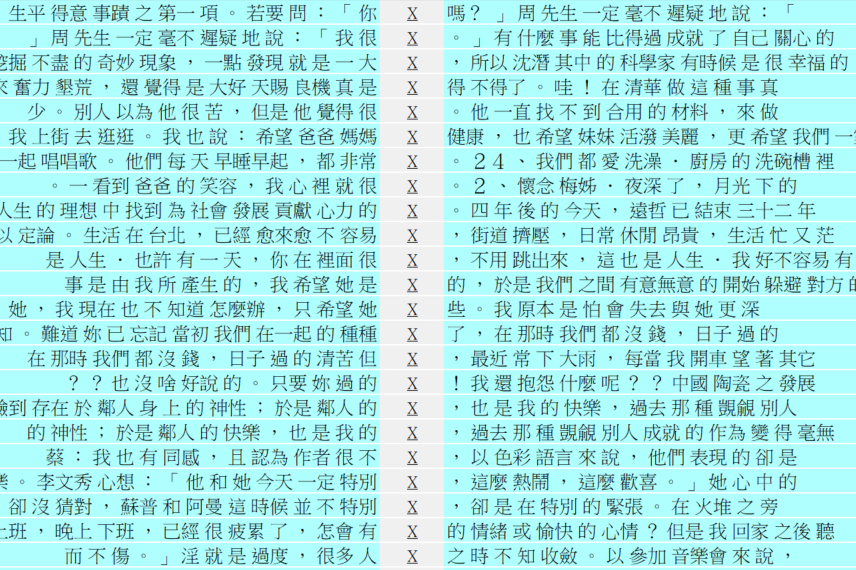 生平得意事蹟之第一項。若要問：「你 X 嗎？」周先生一定毫不遲疑地說：「
」周先生一定毫不遲疑地說：「我很 X 。」有什麼事能比得過成就了自己關心的
挖掘不盡的奇妙現象，一點發現就是一大 X ，所以沈潛其中的科學家有時候是很幸福的
奮力墾荒，還覺得是大好天賜良機真是 X 得不得了。哇！在清華做這種事真
少。別人以為他很苦，但是他覺得很 X 。他一直找不到合用的材料，來做
我上街去逛逛。我也說：希望爸爸媽媽 X 健康，也希望妹妹活潑美麗，更希望我們一
一起唱唱歌。他們每天早睡早起，都非常 X 。２４、我們都愛洗澡．廚房的洗碗槽裡
。一看到爸爸的笑容，我心裡就很 X 。２、懷念梅姊．夜深了，月光下的
人生的理想中找到為社會發展貢獻心力的 X 。四年後的今天，遠哲已結束三十二年
以定論。生活在台北，已經愈來愈不容易 X ，街道擠壓，日常休閒昂貴，生活忙又茫
是人生．也許有一天，你在裡面很 X ，不用跳出來，這也是人生．我好不容易有
事是由我所產生的，我希望她是 X 的，於是我們之間有意無意的開始躲避對方的
她，我現在也不知道怎麼辦，只希望她 X 些。我原本是怕會失去與她更深
知。難道妳已忘記當初我們在一起的種種 X 了，在那時我們都沒錢，日子過的
在那時我們都沒錢，日子過的清苦但 X ，最近常下大雨，每當我開車望著其它
？？也沒啥好說的。只要妳過的 X ！我還抱怨什麼呢？？中國陶瓷之發展
驗到存在於鄰人身上的神性；於是鄰人的 X ，也是我的快樂，過去那種覬覦別人
的神性；於是鄰人的快樂，也是我的 X ，過去那種覬覦別人成就的作為變得毫無
蔡：我也有同感，且認為作者很不 X ，以色彩語言來說，他們表現的卻是
樂。李文秀心想：「他和她今天一定特別 X ，這麼熱鬧，這麼歡喜。」她心中的
卻沒猜對，蘇普和阿曼這時候並不特別 X ，卻是在特別的緊張。在火堆之旁
上班，晚上下班，已經很疲累了，怎會有 X 的情緒或愉快的心情？但是我回家之後聽
而不傷。」淫就是過度，很多人 X 之時不知收斂。以參加音樂會來說，